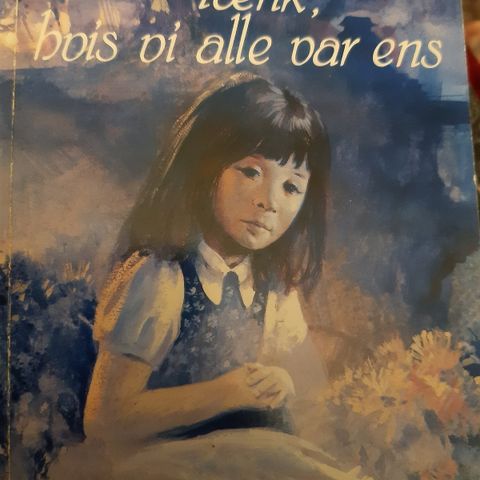 Tænk,
hvis vi alle var ens